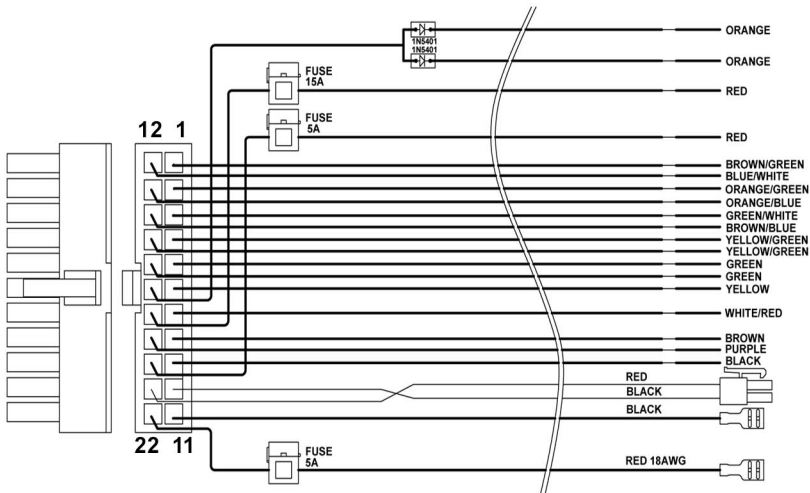 ORANGE
1N5401
1N5401
ORANGE
FUSE
15A
RED
FUSE
5A
RED
12 1
BROWN/GREEN
BLUE/WHITE
ORANGE/GREEN
ORANGE/BLUE
GREEN/WHITE
BROWN/BLUE
YELLOW/GREEN
YELLOW/GREEN
GREEN
GREEN
YELLOW
WHITE/RED
BROWN
PURPLE
BLACK
RED
BLACK
BLACK
22 11
FUSE
5A
RED 18AWG